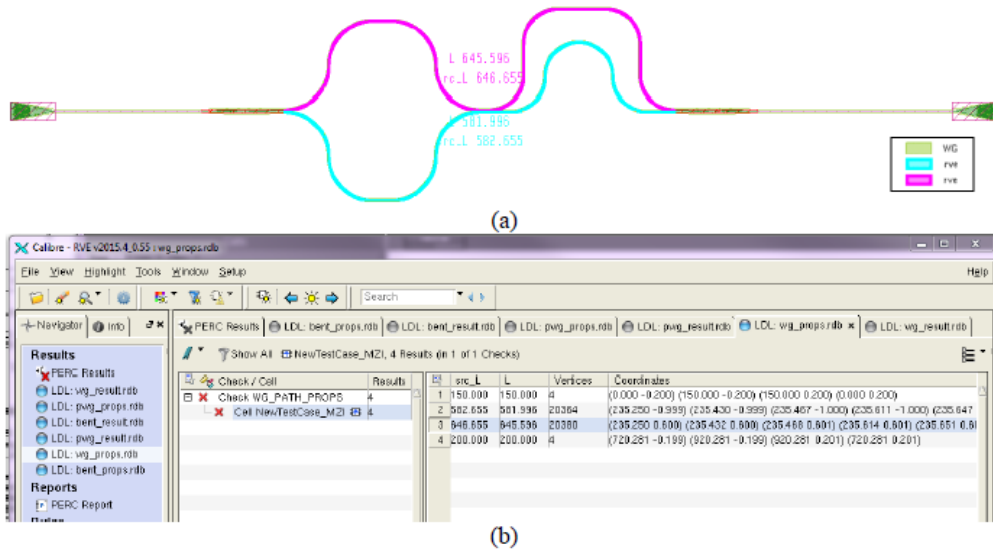 L 645.596
rc_L 646.655
L 581.996
rc_L 582.655
WG
rve
rve
(a)
Calibre - RVE v2015.4_0.55 : wg_props.rdb
File View Highlight Tools Window Setup Help
Search
Navigator Info PERC Results LDL: bent_props.rdb LDL: bent_result.rdb LDL: pwg_props.rdb LDL: pwg_result.rdb LDL: wg_props.rdb LDL: wg_result.rdb
Results
PERC Results
LDL: wg_result.rdb
LDL: pwg_props.rdb
LDL: bent_result.rdb
LDL: pwg_result.rdb
LDL: wg_props.rdb
LDL: bent_props.rdb
Reports
PERC Report
Rules
Show All NewTestCase_MZI, 4 Results (in 1 of 1 Checks)
Check / Cell Results
Check WG_PATH_PROPS 4
Cell NewTestCase_MZI 4
src_L L Vertices Coordinates
1 150.000 150.000 4 (0.000 -0.200) (150.000 -0.200) (150.000 0.200) (0.000 0.200)
2 582.655 581.996 20364 (235.250 -0.999) (235.430 -0.999) (235.467 -1.000) (235.611 -1.000) (235.647
3 646.655 645.596 20380 (235.250 0.600) (235.432 0.600) (235.468 0.601) (235.614 0.601) (235.651 0.6
4 200.000 200.000 4 (720.281 -0.199) (920.281 -0.199) (920.281 0.201) (720.281 0.201)
(b)